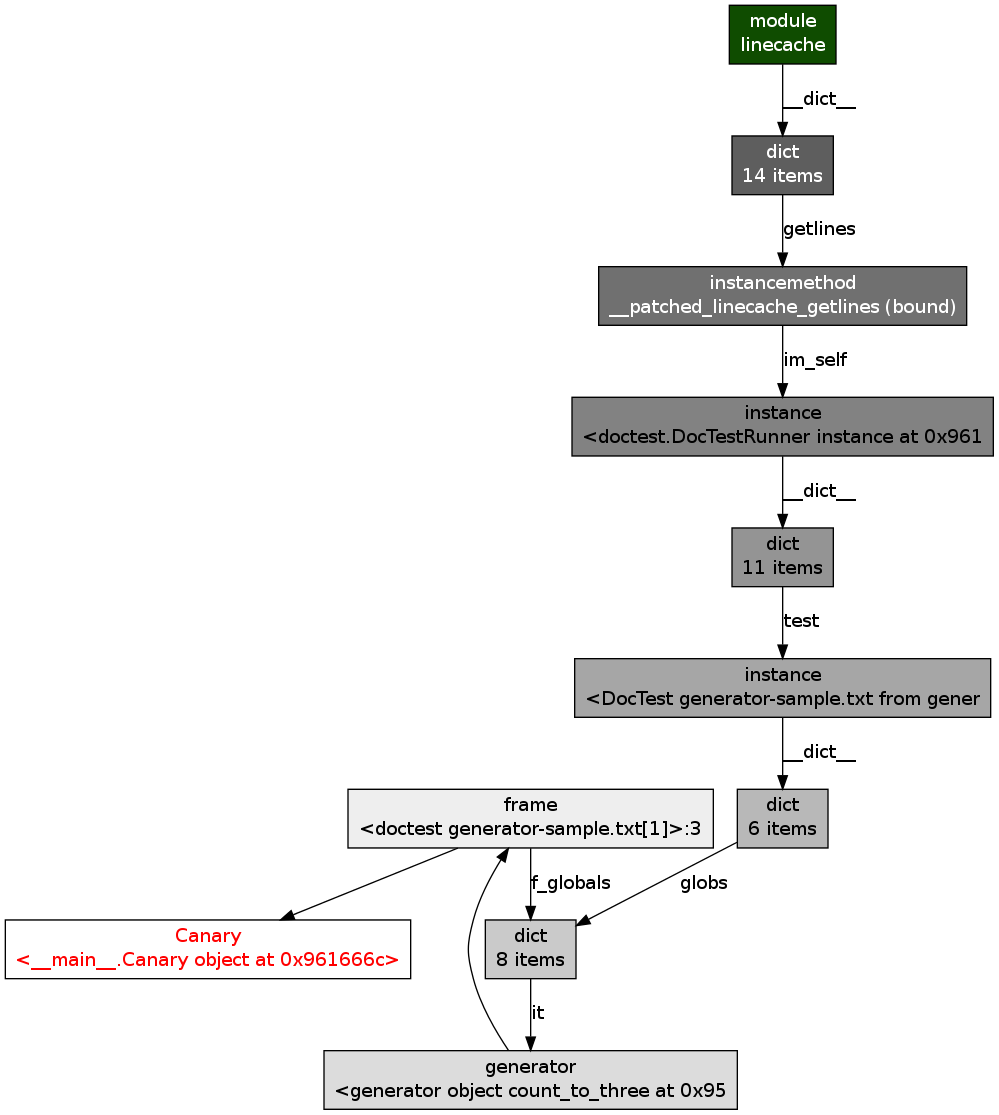 module
linecache
__dict__
dict
14 items
getlines
instancemethod
__patched_linecache_getlines (bound)
im_self
instance
<doctest.DocTestRunner instance at 0x961
__dict__
dict
11 items
test
instance
<DocTest generator-sample.txt from gener
__dict__
frame
<doctest generator-sample.txt[1]>:3
dict
6 items
f_globals
globs
Canary
<__main__.Canary object at 0x961666c>
dict
8 items
it
generator
<generator object count_to_three at 0x95